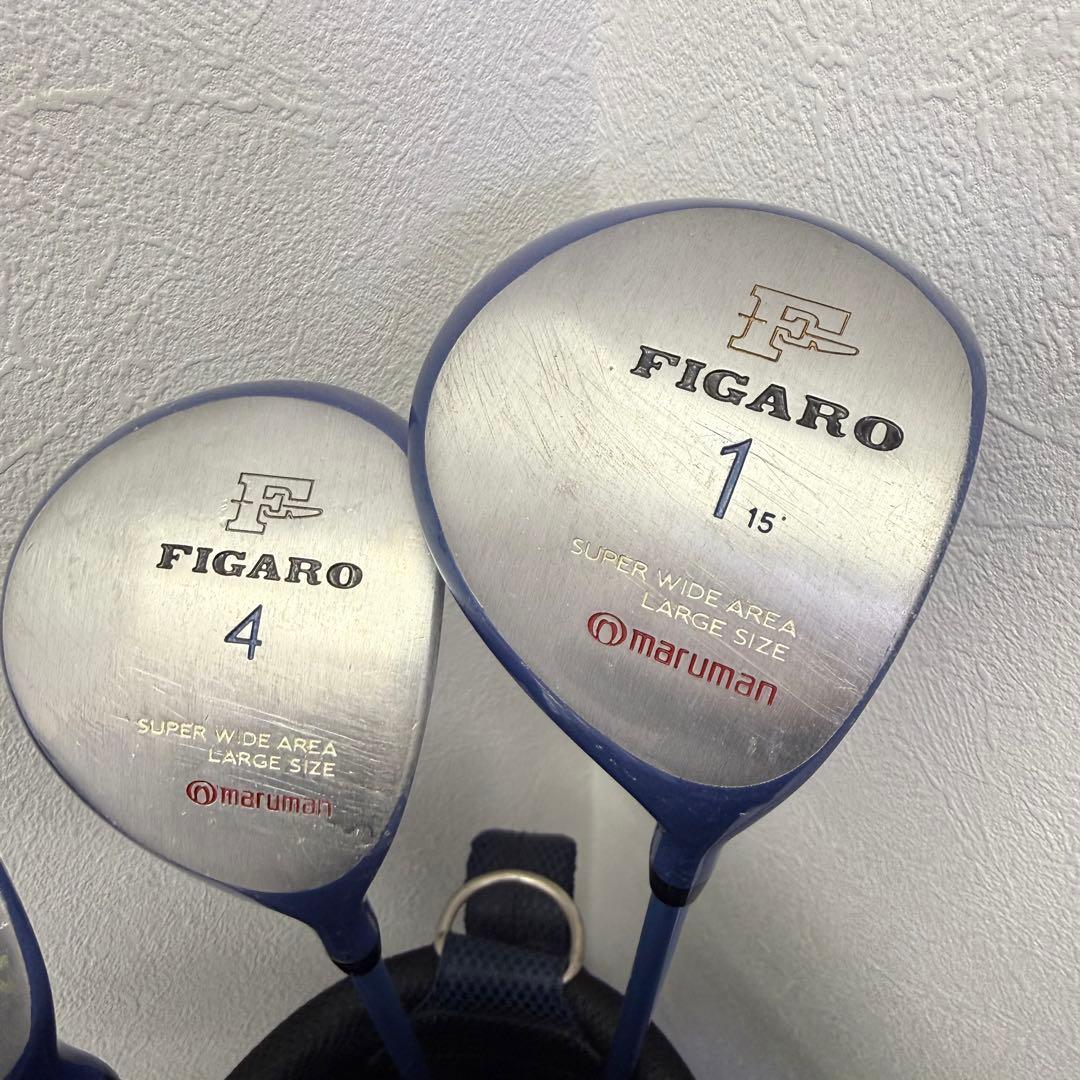 F
FIGARO
4
SUPER WIDE AREA
LARGE SIZE
maruman
F
FIGARO
1 15°
SUPER WIDE AREA
LARGE SIZE
maruman